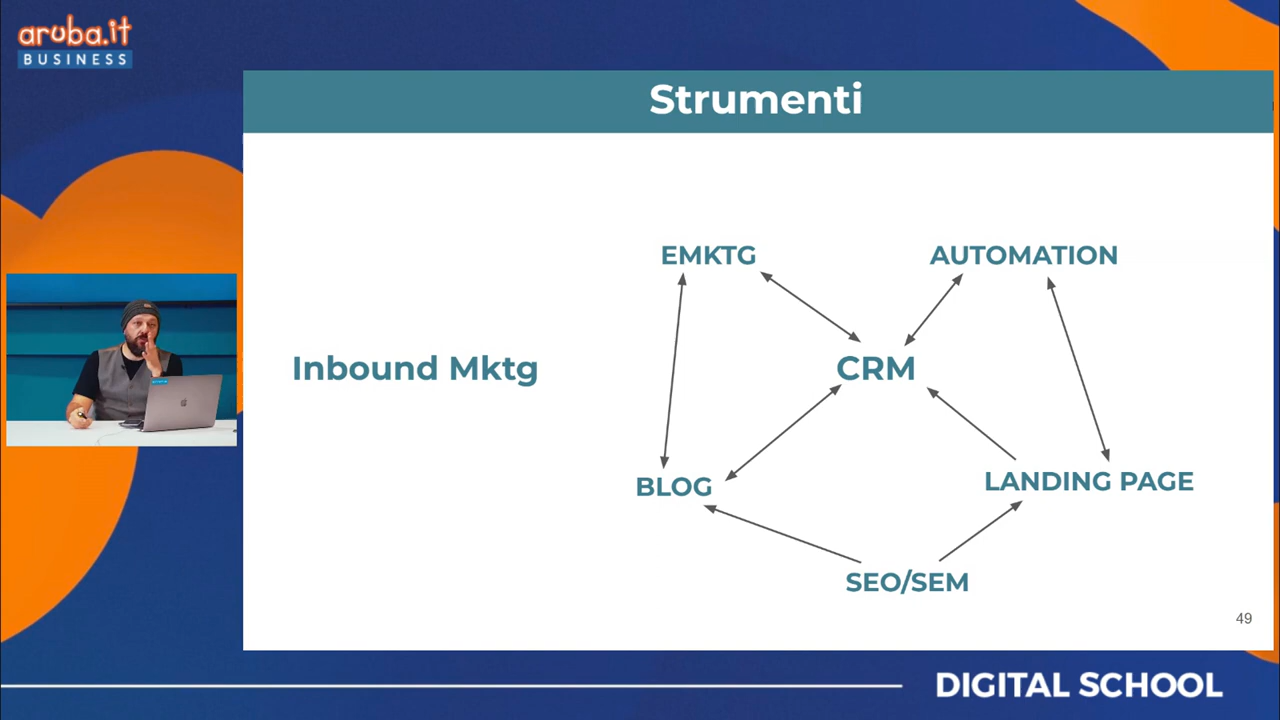 aruba.it
BUSINESS
Strumenti
EMKTG
AUTOMATION
Inbound Mktg
CRM
BLOG
LANDING PAGE
SEO/SEM
49
DIGITAL SCHOOL